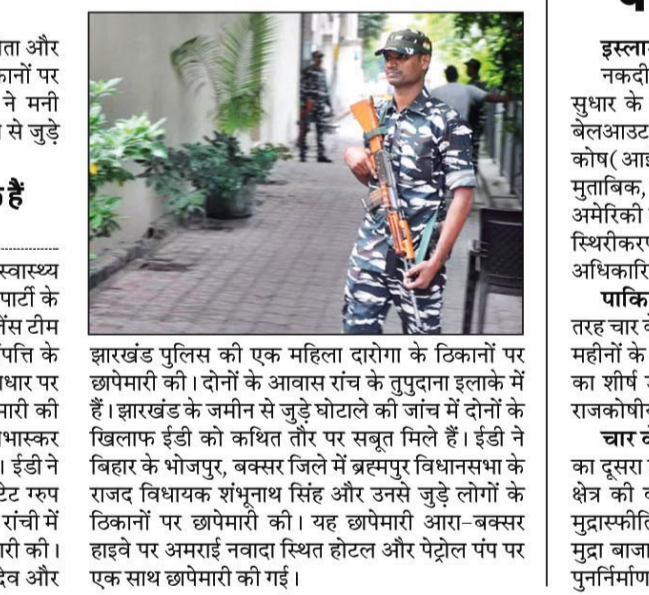 ता और
कानों पर
ने मनी
से जुड़े
हैं
स्वास्थ्य
पार्टी के
टीम
पत्ति के
धार पर
मारी की
भास्कर
। ईडी ने
टेट ग्रुप
रांची में
री की।
देव और
झारखंड पुलिस की एक महिला दारोगा के ठिकानों पर
छापेमारी की। दोनों के आवास रांच के तुपुदाना इलाके में
हैं। झारखंड के जमीन से जुड़े घोटाले की जांच में दोनों के
खिलाफ ईडी को कथित तौर पर सबूत मिले हैं। ईडी ने
बिहार के भोजपुर, बक्सर जिले में ब्रह्मपुर विधानसभा के
राजद विधायक शंभूनाथ सिंह और उनसे जुड़े लोगों के
ठिकानों पर छापेमारी की। यह छापेमारी आरा-बक्सर
हाइवे पर अमराई नवादा स्थित होटल और पेट्रोल पंप पर
एक साथ छापेमारी की गई।
इस्ला
नकदी
सुधार के
बेलआउट
कोष(आइ
मुताबिक,
अमेरिकी
स्थिरीकर
अधिकारि
पाकि
तरह चार
महीनों के
का शीर्ष
राजकोषी
चार
का दूसरा
क्षेत्र की
मुद्रास्फीति
मुद्रा बाजा
पुनर्निर्माण